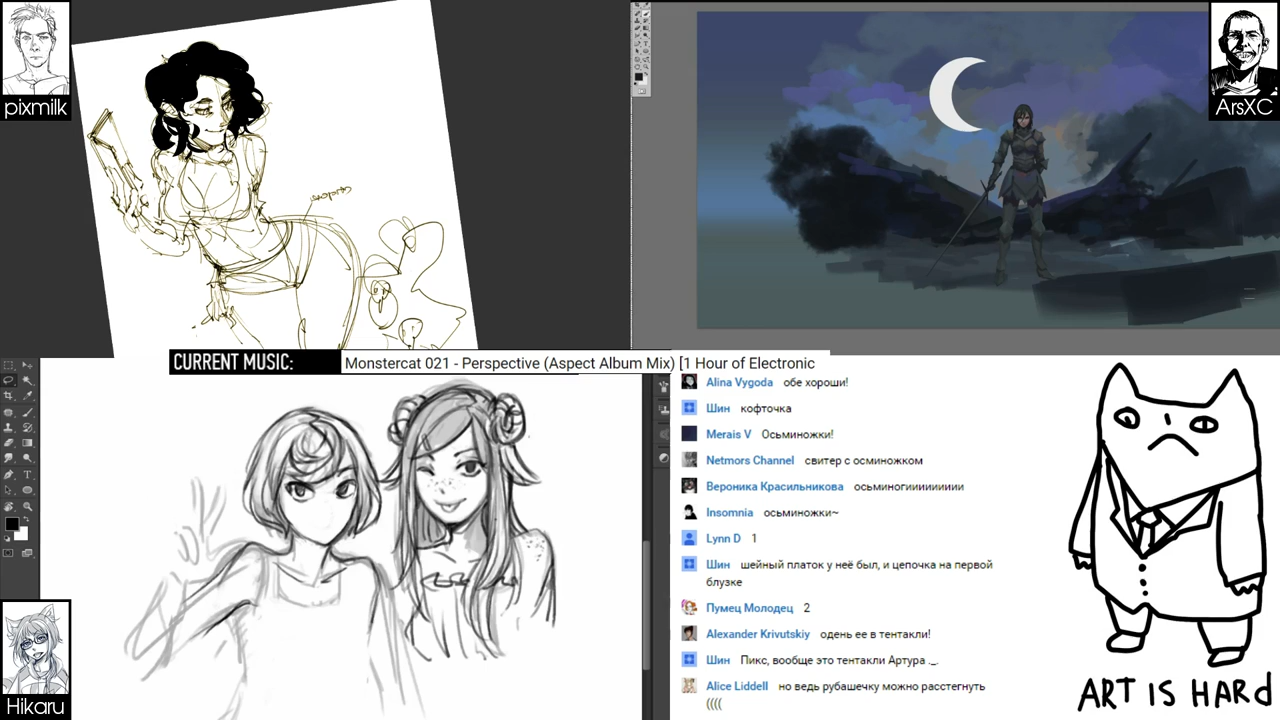 pixmilk
ArsXC
CURRENT MUSIC:
Monstercat 021 - Perspective (Aspect Album Mix) [1 Hour of Electronic
Alina Vygoda обе хороши!
Шин кофточка
Merais V Осьминожки!
Netmors Channel свитер с осминожком
Вероника Красильникова осьминогиииииииии
Insomnia осьминожки~
Lynn D 1
Шин шейный платок у неё был, и цепочка на первой
блузке
Пумец Молодец 2
Alexander Krivutskiy одень ее в тентакли!
Шин Пикс, вообще это тентакли Артура ._.
Alice Liddell но ведь рубашечку можно расстегнуть
((((
Hikaru
ART IS HARd